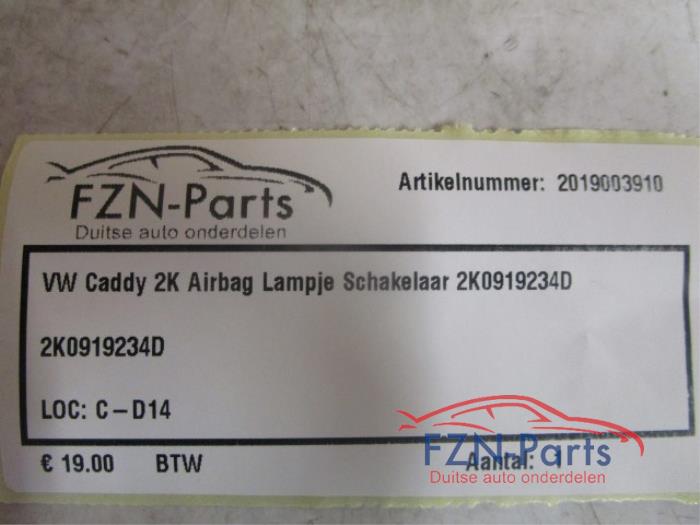 FZN-Parts
Duitse auto onderdelen
Artikelnummer: 2019003910
VW Caddy 2K Airbag Lampje Schakelaar 2K0919234D
2K0919234D
LOC: C-D14
€ 19.00 BTW Aantal: 1
FZN-Parts
Duitse auto onderdelen